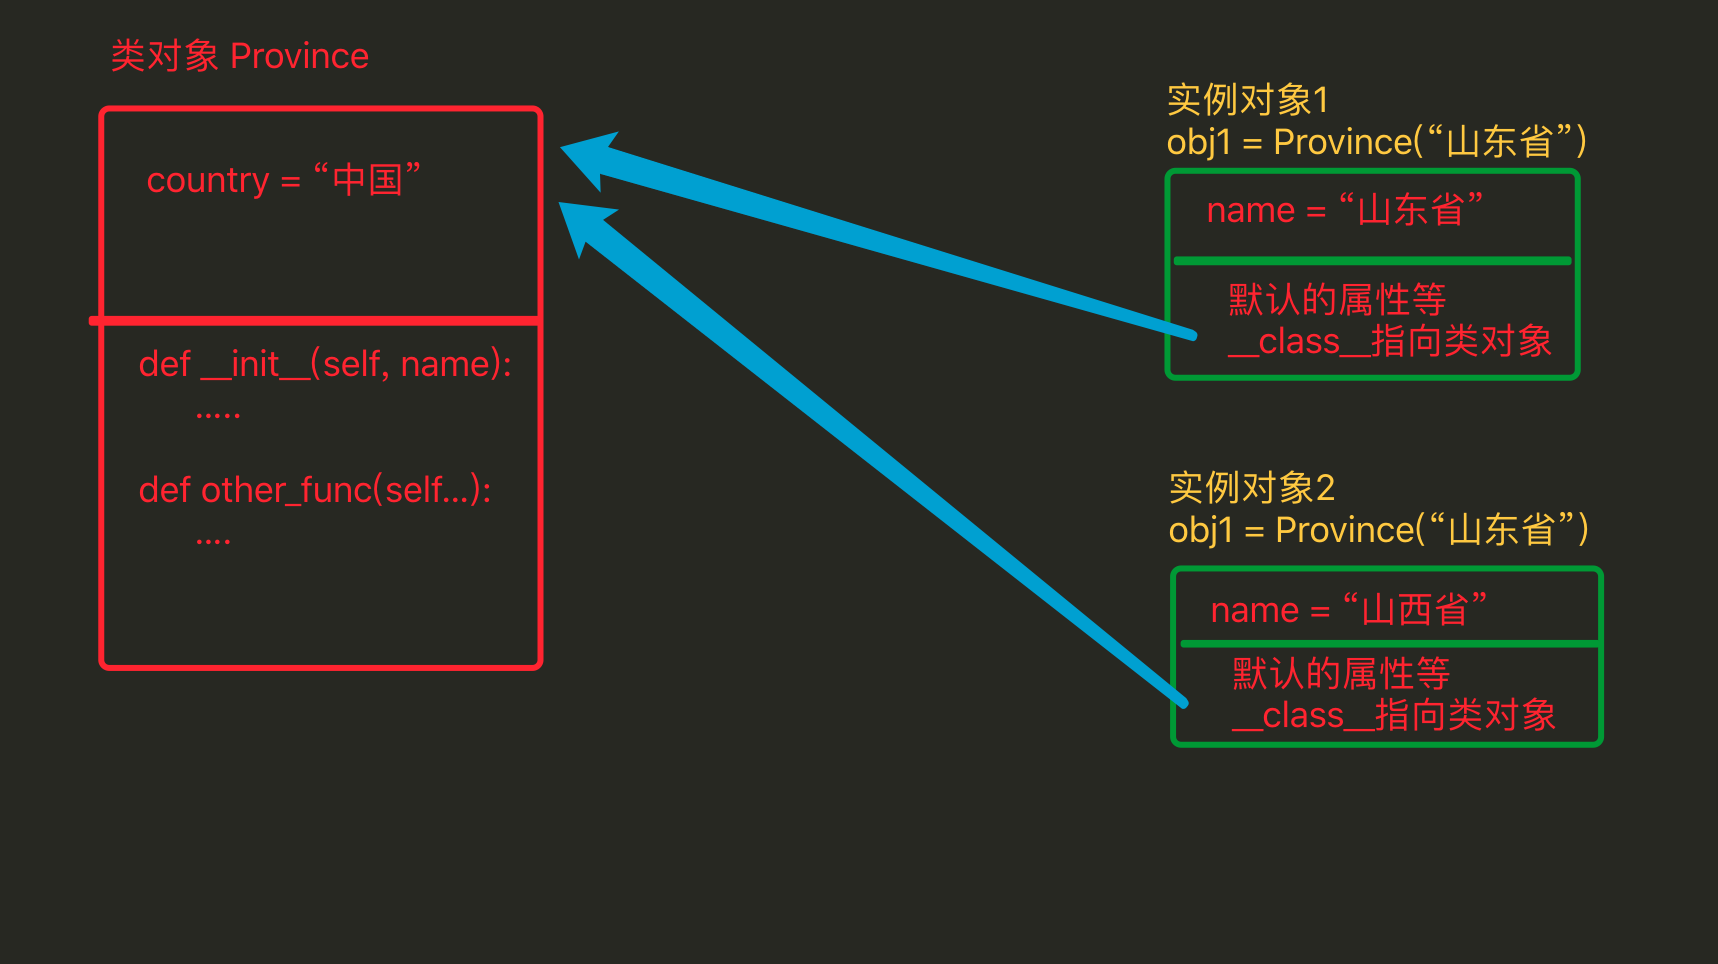 类对象 Province
country = “中国”
def __init__(self, name):
.....
def other_func(self...):
....
实例对象1
obj1 = Province(“山东省”)
name = “山东省”
默认的属性等
__class__指向类对象
实例对象2
obj1 = Province(“山东省”)
name = “山西省”
默认的属性等
__class__指向类对象